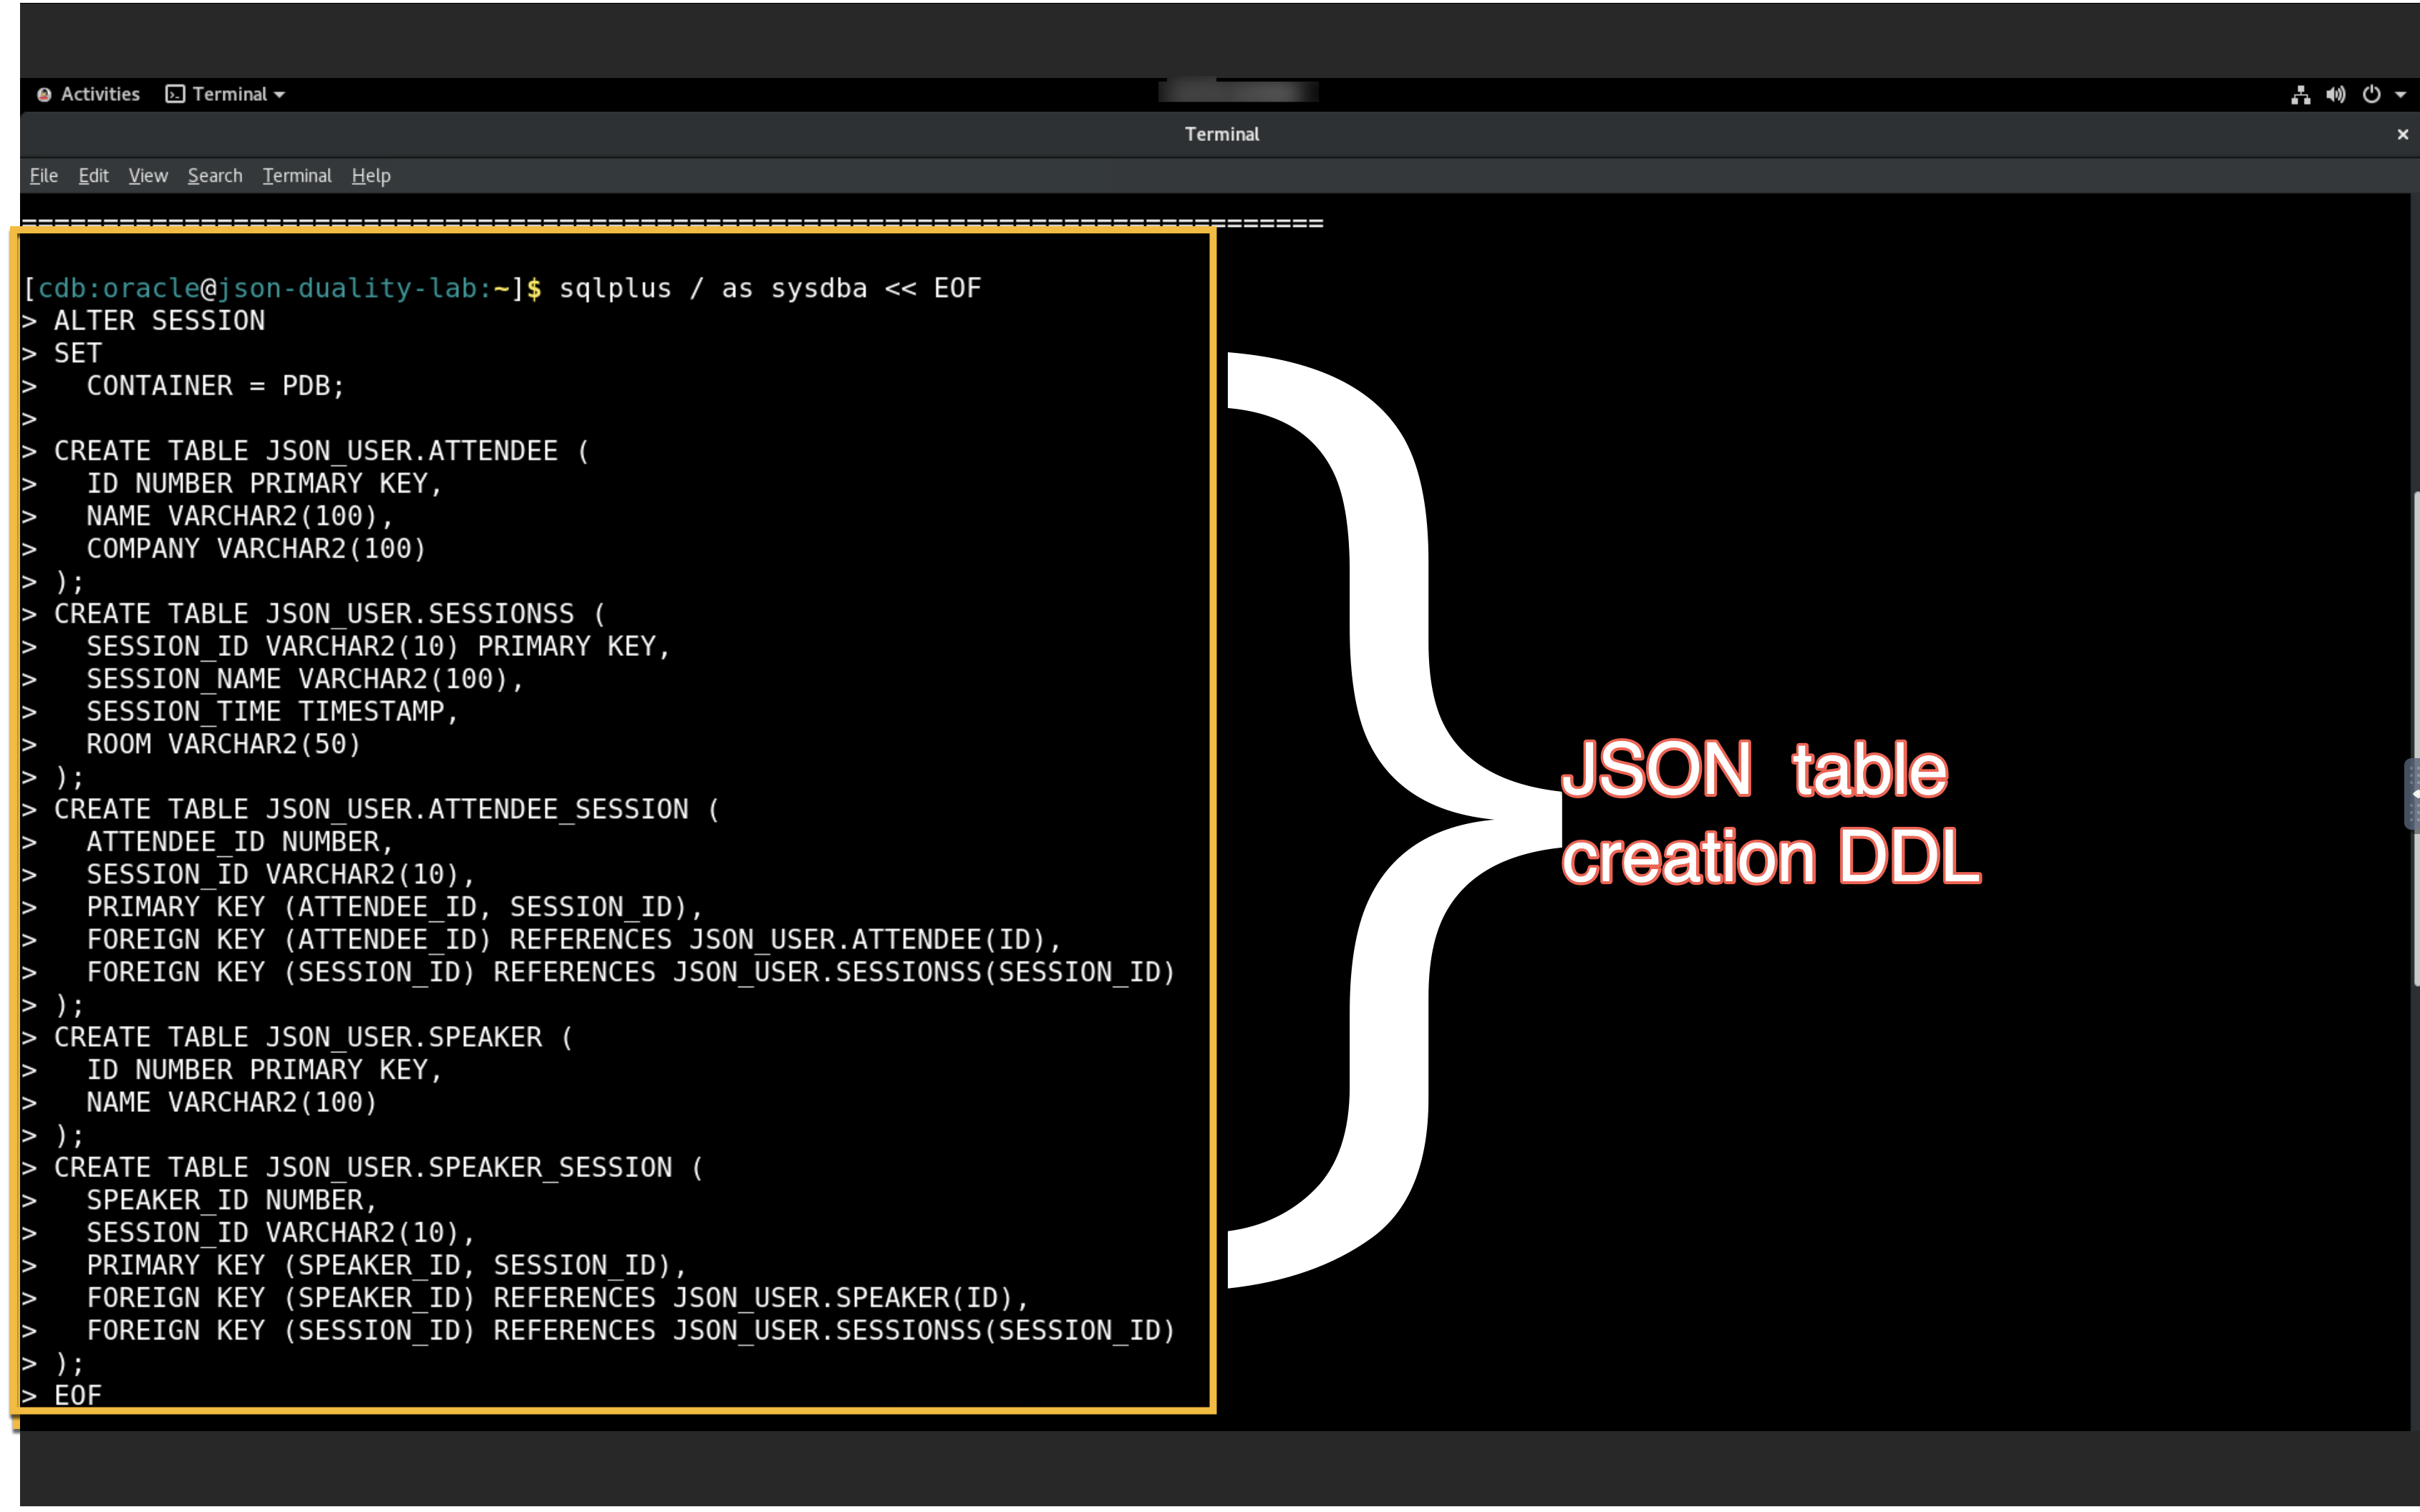 Activities Terminal
Terminal ×
File Edit View Search Terminal Help
================================================================================
[cdb:oracle@json-duality-lab:~]$ sqlplus / as sysdba << EOF
> ALTER SESSION
> SET
>   CONTAINER = PDB;
>
> CREATE TABLE JSON_USER.ATTENDEE (
>   ID NUMBER PRIMARY KEY,
>   NAME VARCHAR2(100),
>   COMPANY VARCHAR2(100)
> );
> CREATE TABLE JSON_USER.SESSIONSS (
>   SESSION_ID VARCHAR2(10) PRIMARY KEY,
>   SESSION_NAME VARCHAR2(100),
>   SESSION_TIME TIMESTAMP,
>   ROOM VARCHAR2(50)
> );
> CREATE TABLE JSON_USER.ATTENDEE_SESSION (
>   ATTENDEE_ID NUMBER,
>   SESSION_ID VARCHAR2(10),
>   PRIMARY KEY (ATTENDEE_ID, SESSION_ID),
>   FOREIGN KEY (ATTENDEE_ID) REFERENCES JSON_USER.ATTENDEE(ID),
>   FOREIGN KEY (SESSION_ID) REFERENCES JSON_USER.SESSIONSS(SESSION_ID)
> );
> CREATE TABLE JSON_USER.SPEAKER (
>   ID NUMBER PRIMARY KEY,
>   NAME VARCHAR2(100)
> );
> CREATE TABLE JSON_USER.SPEAKER_SESSION (
>   SPEAKER_ID NUMBER,
>   SESSION_ID VARCHAR2(10),
>   PRIMARY KEY (SPEAKER_ID, SESSION_ID),
>   FOREIGN KEY (SPEAKER_ID) REFERENCES JSON_USER.SPEAKER(ID),
>   FOREIGN KEY (SESSION_ID) REFERENCES JSON_USER.SESSIONSS(SESSION_ID)
> );
> EOF
}
JSON table
creation DDL